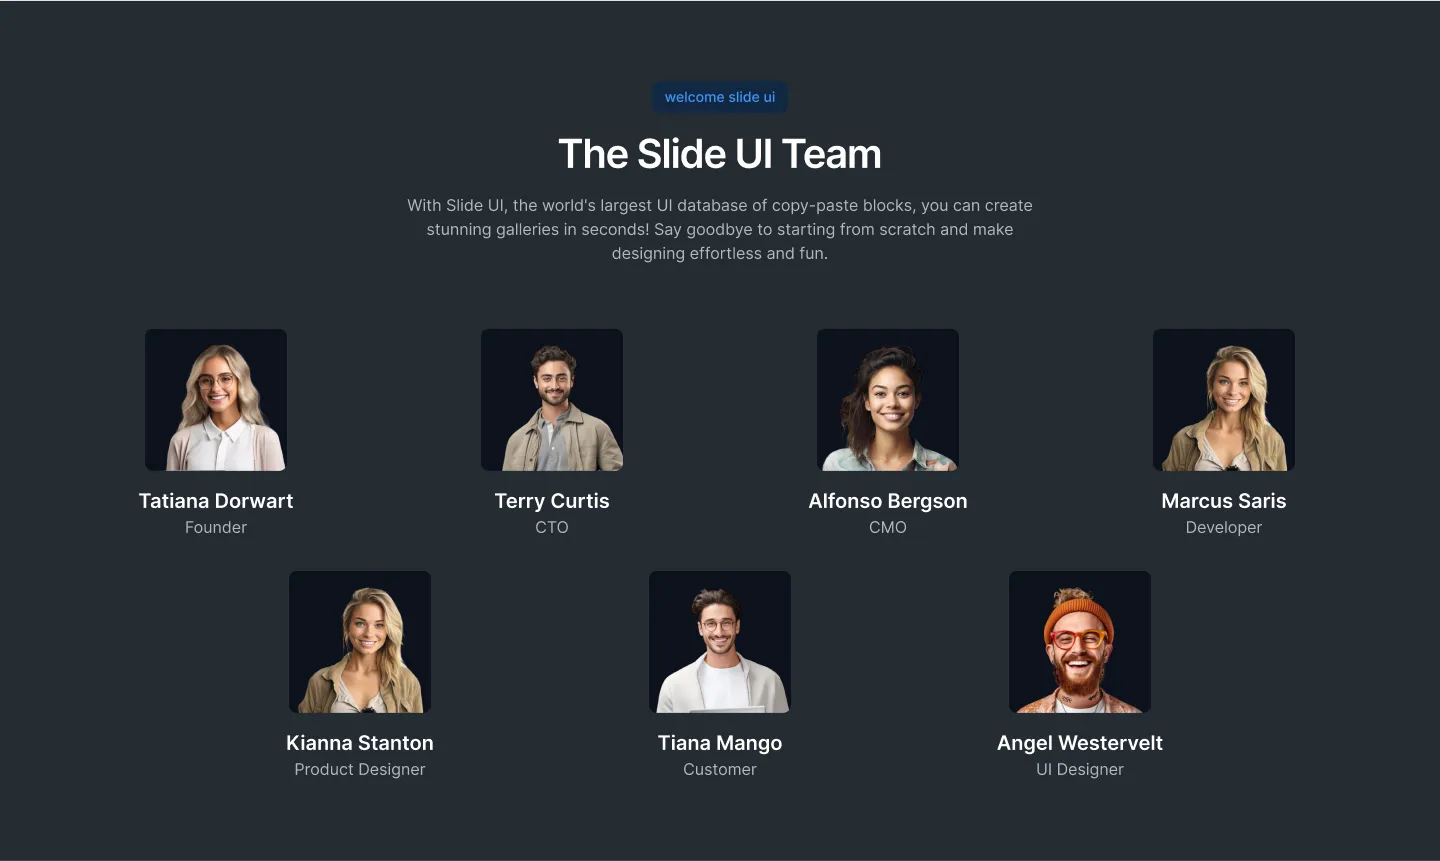 welcome slide ui
The Slide UI Team
With Slide UI, the world's largest UI database of copy-paste blocks, you can create
stunning galleries in seconds! Say goodbye to starting from scratch and make
designing effortless and fun.
Tatiana Dorwart
Founder
Terry Curtis
CTO
Alfonso Bergson
CMO
Marcus Saris
Developer
Kianna Stanton
Product Designer
Tiana Mango
Customer
Angel Westervelt
UI Designer